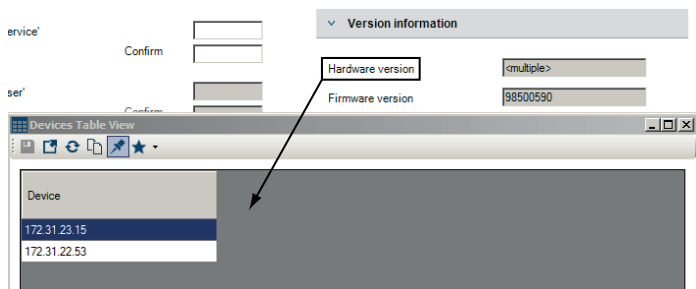 ervice'
Confirm
ser'
Confirm
Version information
Hardware version
<multiple>
Firmware version
98500590
Devices Table View
Device
172.31.23.15
172.31.22.53